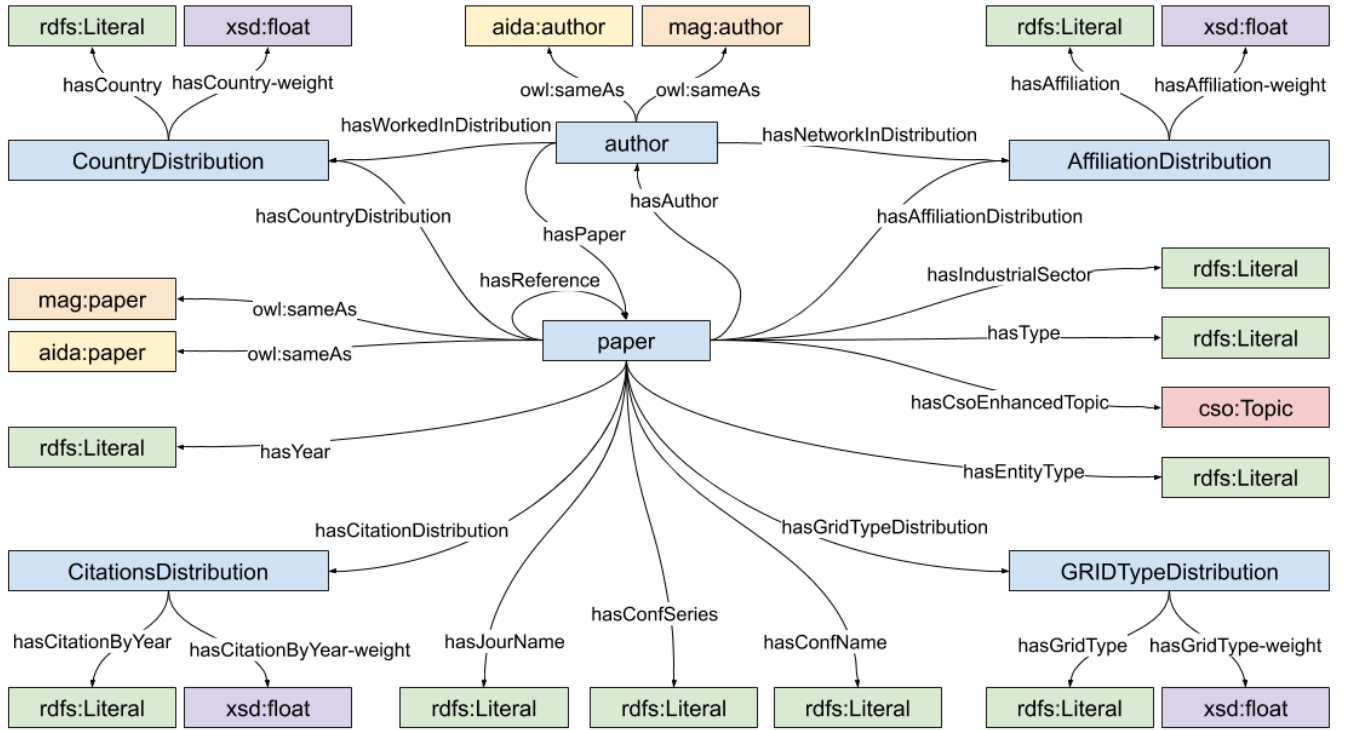 rdfs:Literal
xsd:float
aida:author
mag:author
rdfs:Literal
xsd:float
hasCountry
hasCountry-weight
owl:sameAs
owl:sameAs
hasAffiliation
hasAffiliation-weight
hasWorkedInDistribution
hasNetworkInDistribution
CountryDistribution
author
AffiliationDistribution
hasCountryDistribution
hasAuthor
hasAffiliationDistribution
hasPaper
hasReference
hasIndustrialSector
rdfs:Literal
mag:paper
owl:sameAs
hasType
rdfs:Literal
aida:paper
owl:sameAs
paper
hasCsoEnhancedTopic
cso:Topic
rdfs:Literal
hasYear
hasEntityType
rdfs:Literal
hasCitationDistribution
hasGridTypeDistribution
CitationsDistribution
GRIDTypeDistribution
hasCitationByYear
hasCitationByYear-weight
hasJourName
hasConfSeries
hasConfName
hasGridType
hasGridType-weight
rdfs:Literal
xsd:float
rdfs:Literal
rdfs:Literal
rdfs:Literal
rdfs:Literal
xsd:float